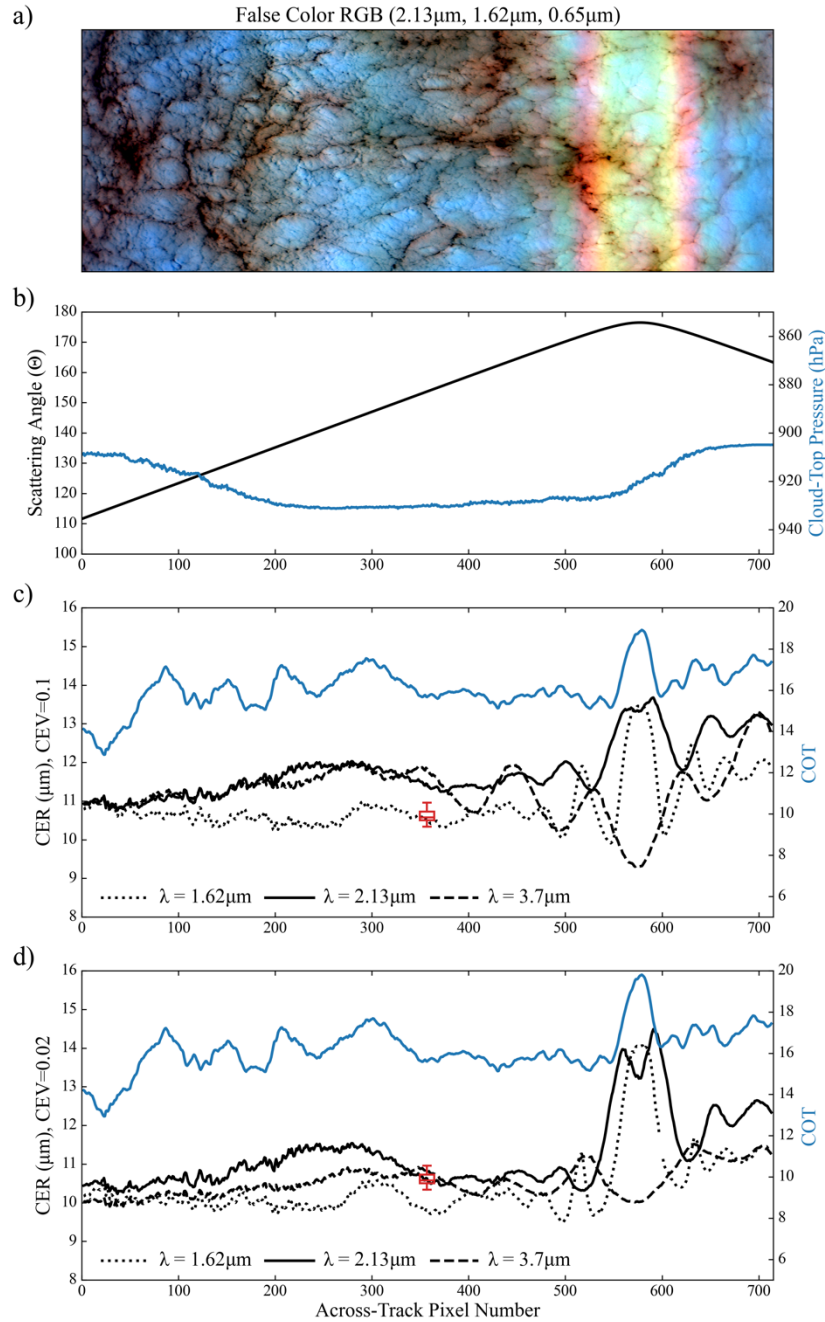 a)
False Color RGB (2.13μm, 1.62μm, 0.65μm)
b)
180
170
160
150
140
130
120
110
100
Scattering Angle (Θ)
860
880
900
920
940
Cloud-Top Pressure (hPa)
0 100 200 300 400 500 600 700
c)
16
15
14
13
12
11
10
9
8
CER (μm), CEV=0.1
20
18
16
14
12
10
8
6
COT
λ = 1.62μm λ = 2.13μm λ = 3.7μm
0 100 200 300 400 500 600 700
d)
16
15
14
13
12
11
10
9
8
CER (μm), CEV=0.02
20
18
16
14
12
10
8
6
COT
λ = 1.62μm λ = 2.13μm λ = 3.7μm
0 100 200 300 400 500 600 700
Across-Track Pixel Number